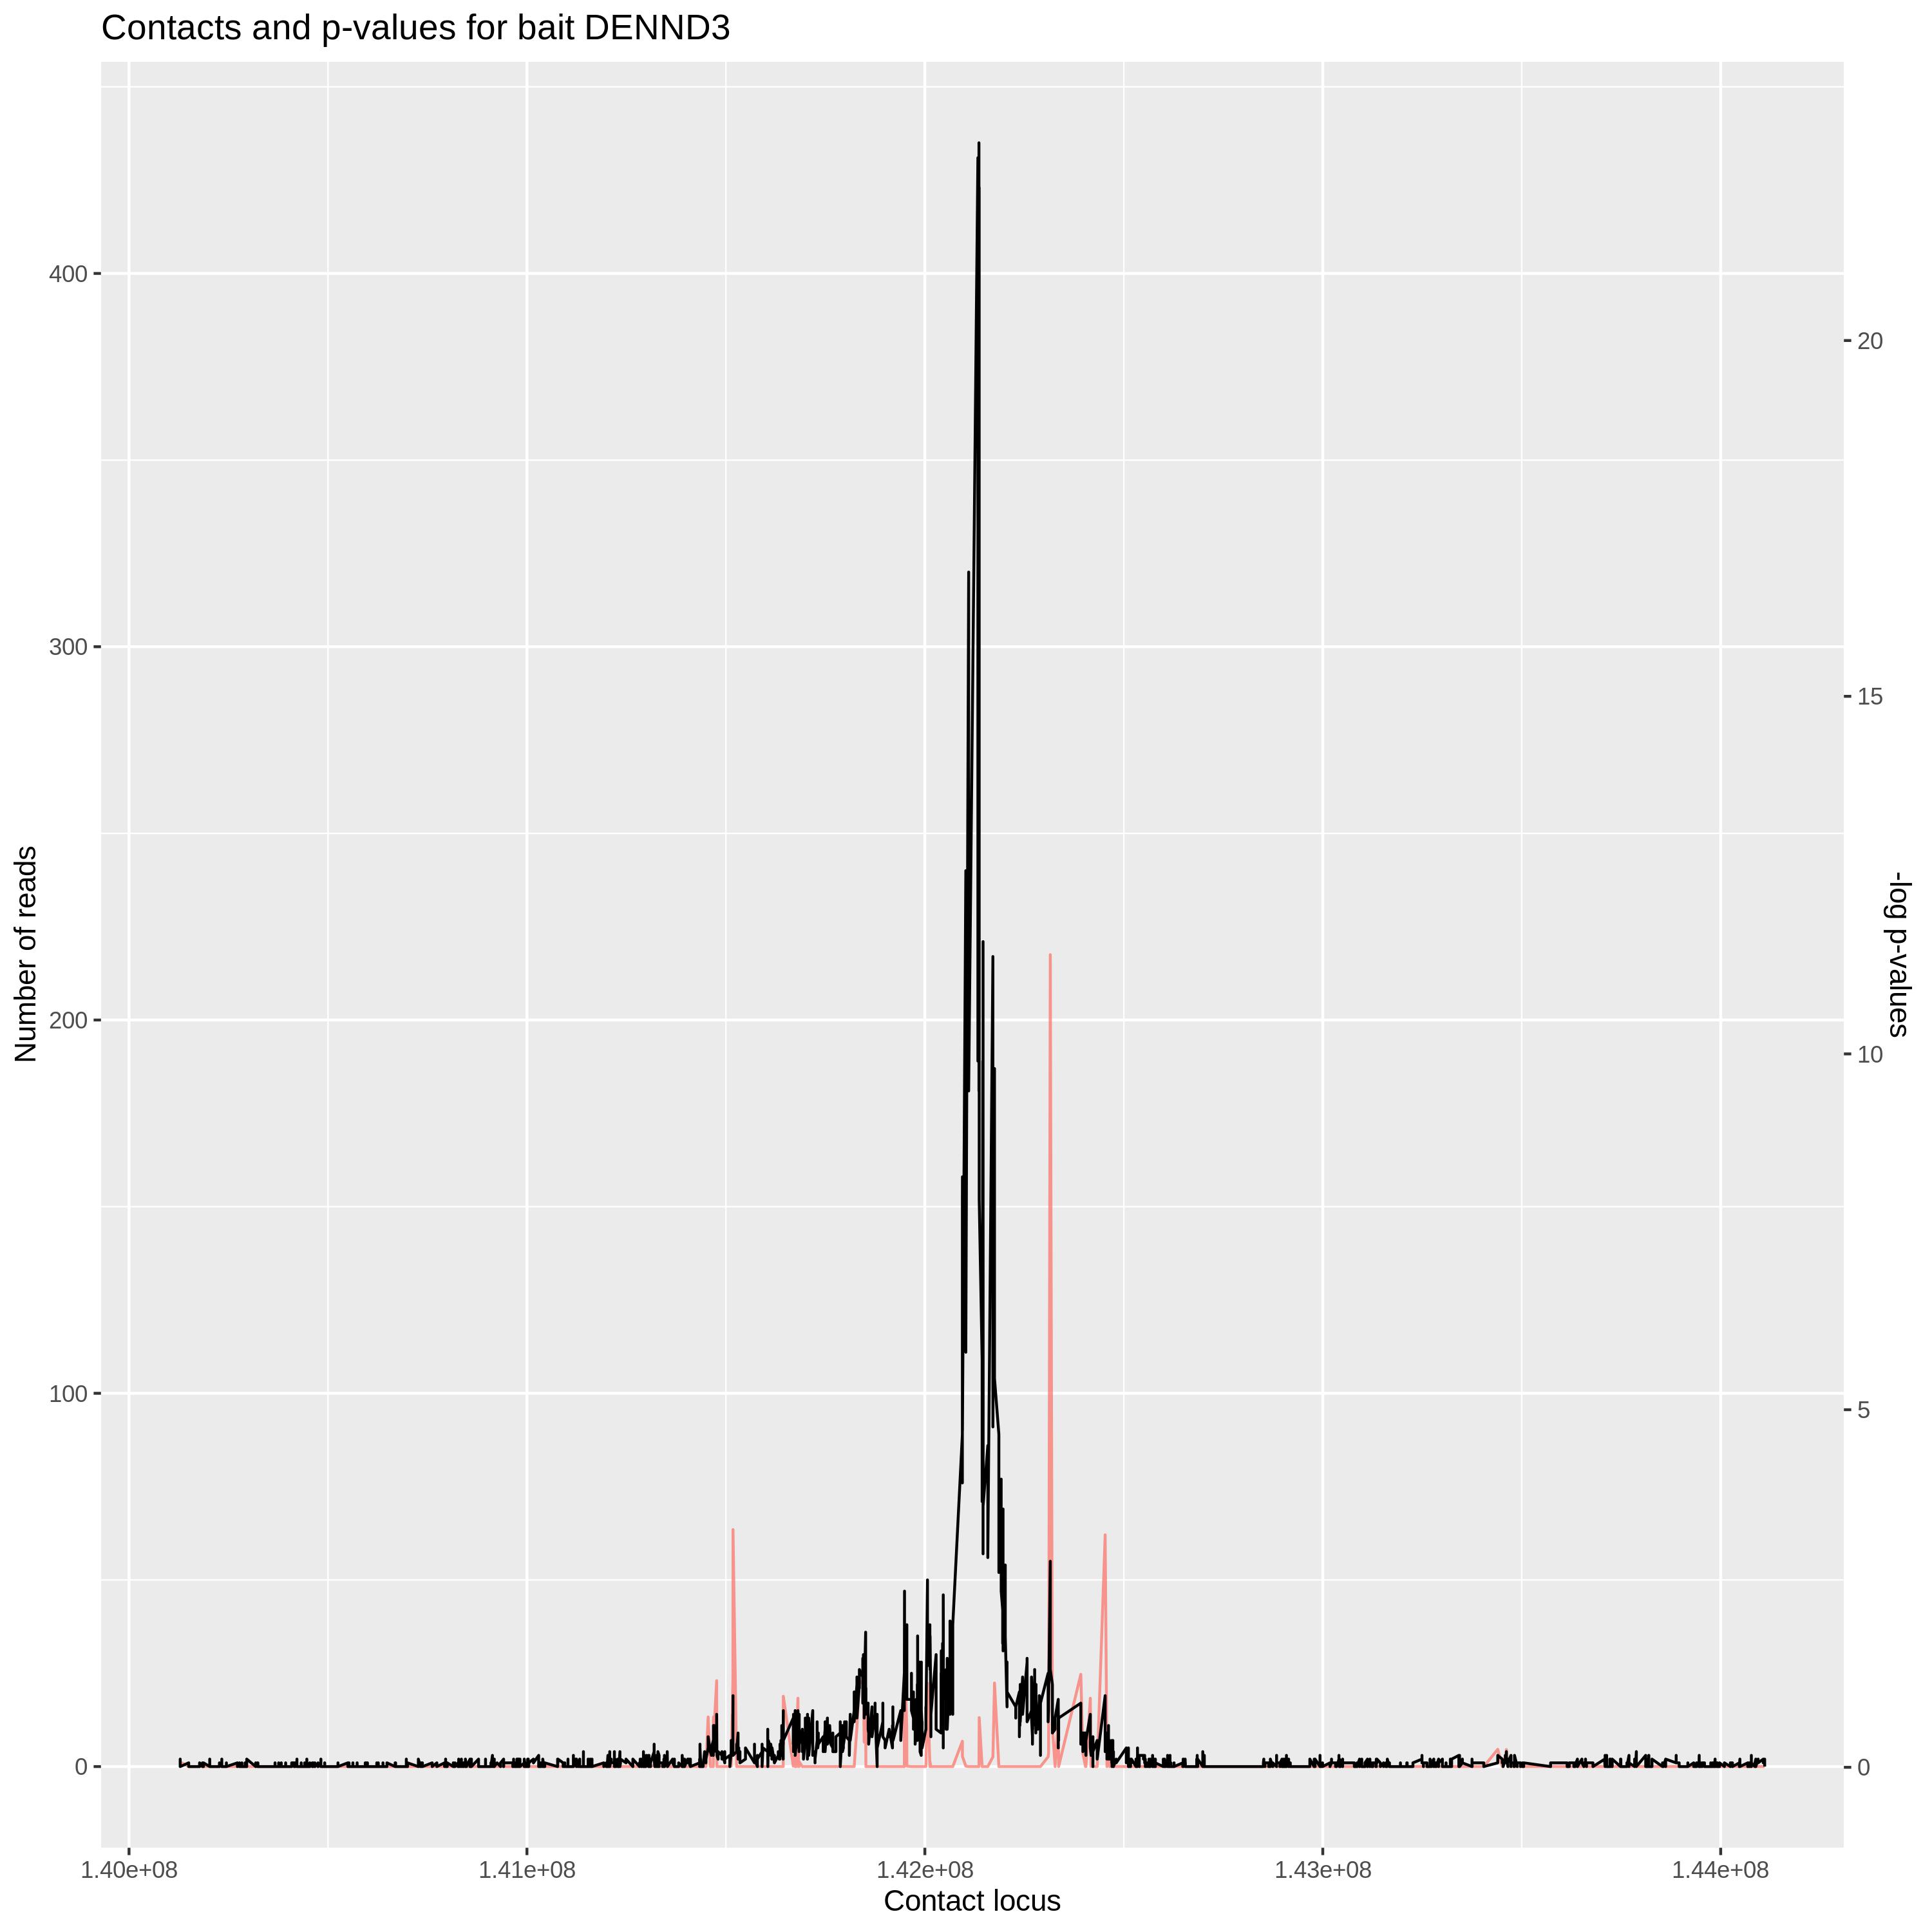 Contacts and p-values for bait DENND3
400
300
200
100
0
Number of reads
20
15
10
5
0
-log p-values
1.40e+08
1.41e+08
1.42e+08
1.43e+08
1.44e+08
Contact locus